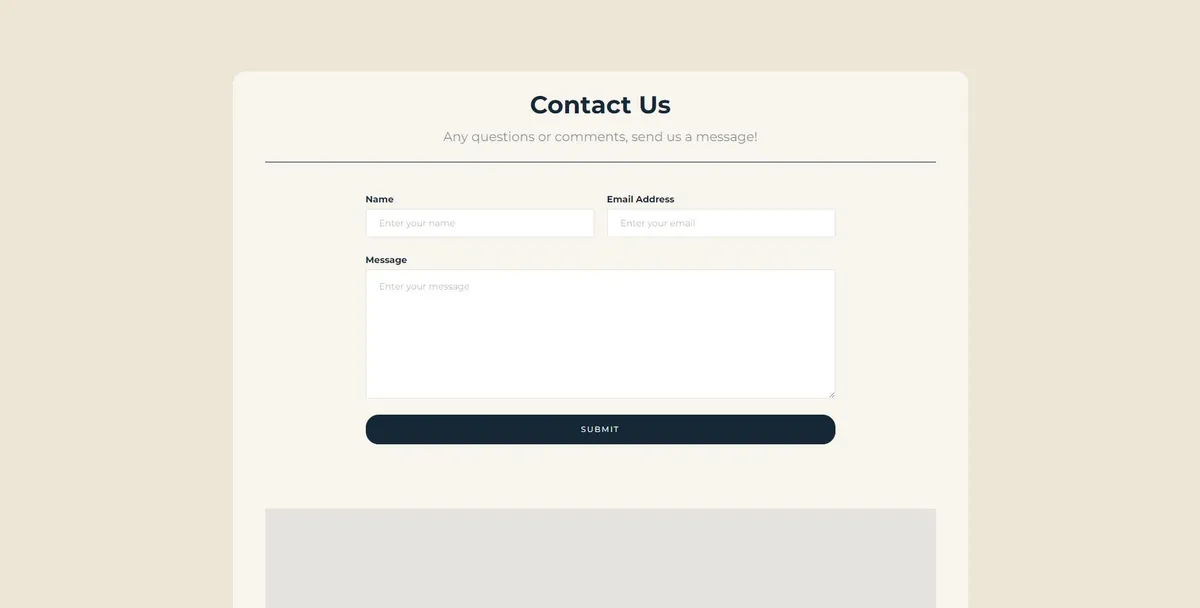 Contact Us
Any questions or comments, send us a message!
Name
Email Address
Enter your name
Enter your email
Message
Enter your message
SUBMIT